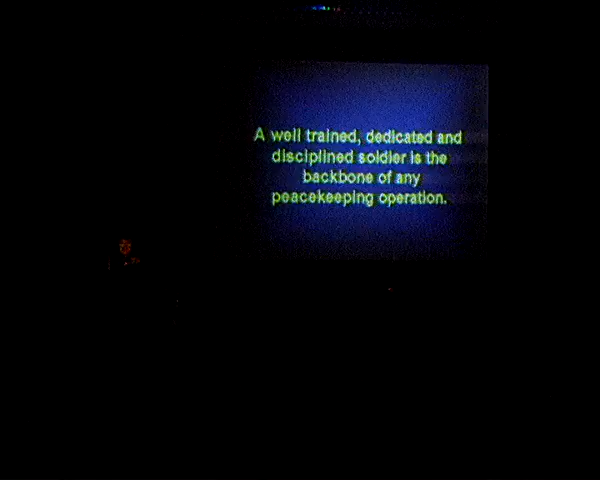 A well trained, dedicated and
disciplined soldier is the
backbone of any
peacekeeping operation.